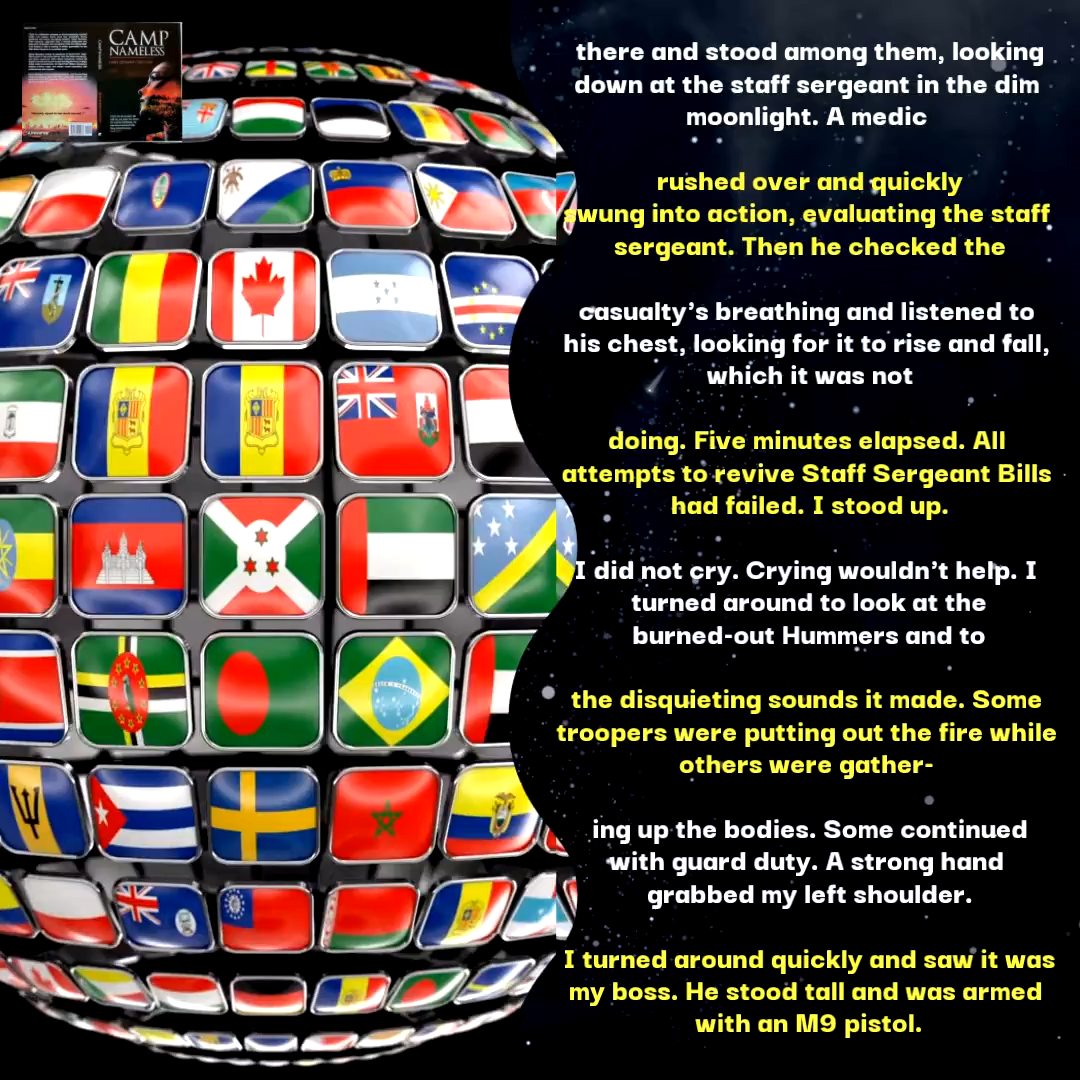 CAMP
NAMELESS
there and stood among them, looking
down at the staff sergeant in the dim
moonlight. A medic
rushed over and quickly
swung into action, evaluating the staff
sergeant. Then he checked the
casualty’s breathing and listened to
his chest, looking for it to rise and fall,
which it was not
doing. Five minutes elapsed. All
attempts to revive Staff Sergeant Bills
had failed. I stood up.
I did not cry. Crying wouldn’t help. I
turned around to look at the
burned-out Hummers and to
the disquieting sounds it made. Some
troopers were putting out the fire while
others were gather-
ing up the bodies. Some continued
with guard duty. A strong hand
grabbed my left shoulder.
I turned around quickly and saw it was
my boss. He stood tall and was armed
with an M9 pistol.